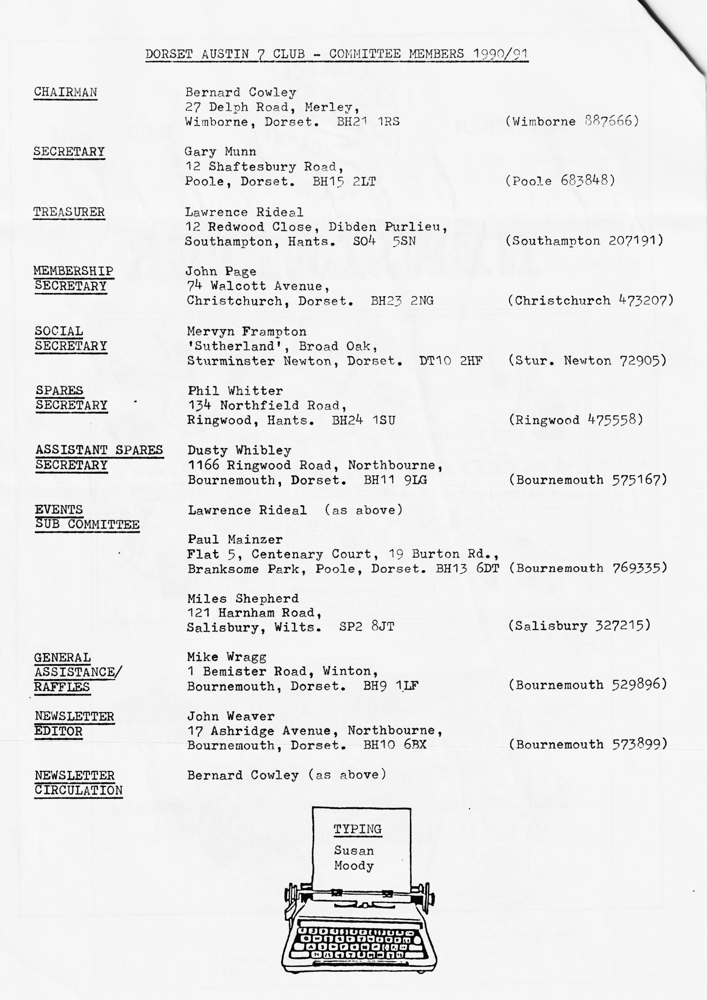 DORSET AUSTIN 7 CLUB - COMMITTEE MEMBERS 1990/91
CHAIRMAN Bernard Cowley
27 Delph Road, Merley,
Wimborne, Dorset. BH21 1RS (Wimborne 887666)
SECRETARY Gary Munn
12 Shaftesbury Road,
Poole, Dorset. BH15 2LT (Poole 683848)
TREASURER Lawrence Rideal
12 Redwood Close, Dibden Purlieu,
Southampton, Hants. SO4 5SN (Southampton 207191)
MEMBERSHIP John Page
SECRETARY 74 Walcott Avenue,
Christchurch, Dorset. BH23 2NG (Christchurch 473207)
SOCIAL Mervyn Frampton
SECRETARY 'Sutherland', Broad Oak,
Sturminster Newton, Dorset. DT10 2HF (Stur. Newton 72905)
SPARES Phil Whitter
SECRETARY 134 Northfield Road,
Ringwood, Hants. BH24 1SU (Ringwood 475558)
ASSISTANT SPARES Dusty Whibley
SECRETARY 1166 Ringwood Road, Northbourne,
Bournemouth, Dorset. BH11 9LG (Bournemouth 575167)
EVENTS Lawrence Rideal (as above)
SUB COMMITTEE
Paul Mainzer
Flat 5, Centenary Court, 19 Burton Rd.,
Branksome Park, Poole, Dorset. BH13 6DT (Bournemouth 769335)
Miles Shepherd
121 Harnham Road,
Salisbury, Wilts. SP2 8JT (Salisbury 327215)
GENERAL Mike Wragg
ASSISTANCE/ 1 Bemister Road, Winton,
RAFFLES Bournemouth, Dorset. BH9 1LF (Bournemouth 529896)
NEWSLETTER John Weaver
EDITOR 17 Ashridge Avenue, Northbourne,
Bournemouth, Dorset. BH10 6BX (Bournemouth 573899)
NEWSLETTER Bernard Cowley (as above)
CIRCULATION
TYPING
Susan
Moody